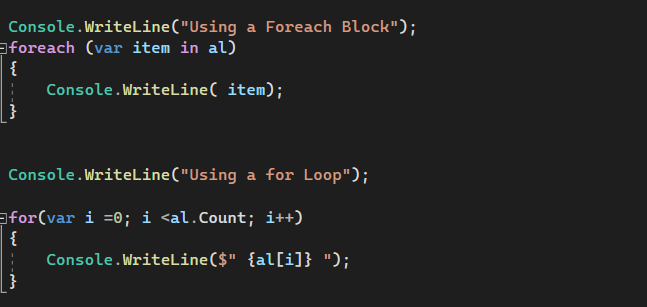 Console.WriteLine("Using a Foreach Block");
foreach (var item in al)
{
    Console.WriteLine( item);
}
Console.WriteLine("Using a for Loop");
for(var i =0; i <al.Count; i++)
{
    Console.WriteLine($" {al[i]} ");
}